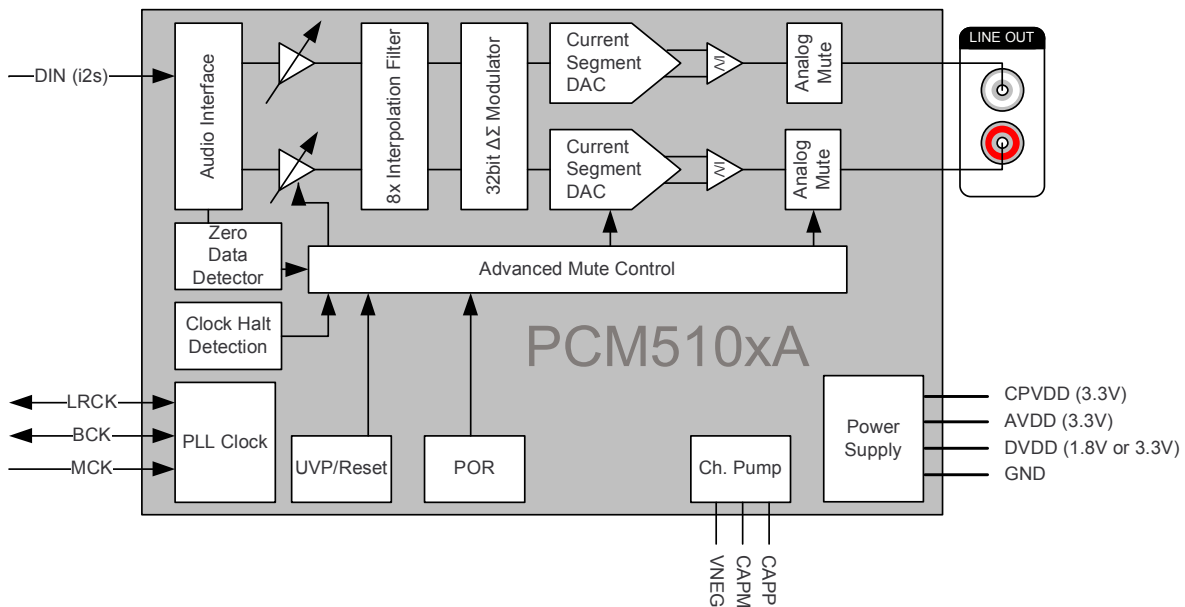 DIN (i2s)
Audio Interface
8x Interpolation Filter
32bit ΔΣ Modulator
Current
Segment
DAC
I/V
Analog
Mute
LINE OUT
Current
Segment
DAC
I/V
Analog
Mute
Zero
Data
Detector
Advanced Mute Control
Clock Halt
Detection
PCM510xA
LRCK
BCK
MCK
PLL Clock
UVP/Reset
POR
Ch. Pump
Power
Supply
CPVDD (3.3V)
AVDD (3.3V)
DVDD (1.8V or 3.3V)
GND
VNEG
CAPM
CAPP